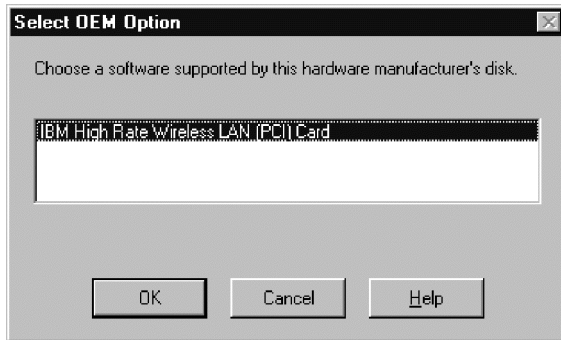 Select OEM Option
Choose a software supported by this hardware manufacturer's disk.
IBM High Rate Wireless LAN (PCI) Card
OK Cancel Help